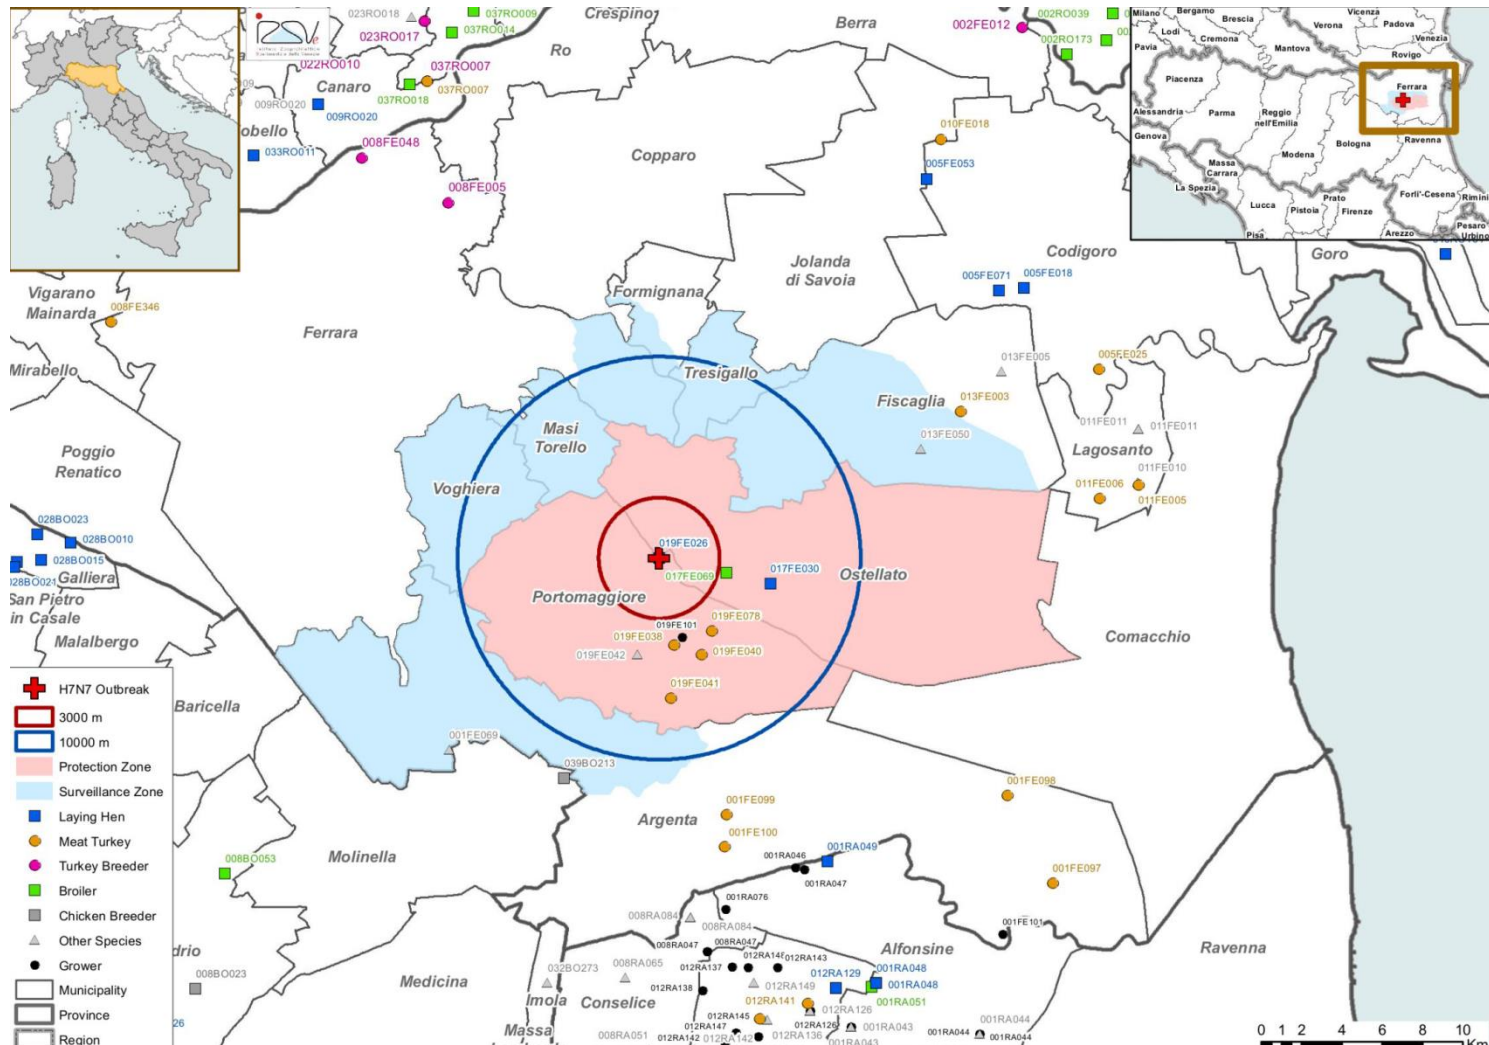 023RO018
023RO017
037RO009
037RO014
Crespino
Ro
Berra
002FE012
002RO039
002RO173
022RO010
037RO007
Canaro
037RO007
037RO018
009RO020
009RO020
obello
033RO011
008FE048
008FE005
Copparo
010FE018
005FE053
Milano
Bergamo
Brescia
Vicenza
Verona
Padova
Lodi
Cremona
Venezia
Pavia
Mantova
Rovigo
Piacenza
Ferrara
Alessandria
Parma
Reggio
nell'Emilia
Genova
Modena
Bologna
Ravenna
Massa
Carrara
La Spezia
Lucca
Pistoia
Prato
Firenze
Forli'-Cesena
Rimini
Pisa
Arezzo
Pesaro
Urbino
Codigoro
Goro
Jolanda
di Savoia
005FE071
005FE018
Formignana
Vigarano
Mainarda
008FE346
Ferrara
Mirabello
Tresigallo
013FE005
005FE025
Fiscaglia
013FE003
011FE011
011FE011
Masi
Torello
013FE050
Lagosanto
Poggio
Renatico
Voghiera
011FE010
011FE006
011FE005
028BO023
028BO010
028BO015
028BO021
Galliera
San Pietro
in Casale
Malalbergo
019FE026
017FE069
017FE030
Ostellato
Portomaggiore
019FE078
019FE101
019FE038
019FE042
019FE040
Comacchio
019FE041
Baricella
001FE069
039BO213
001FE098
001FE099
Argenta
001FE100
Molinella
008BO053
001RA046
001RA049
001RA047
001FE097
001RA076
008RA084
008RA084
001FE101
drio
008RA047
008RA047
Alfonsine
Ravenna
012RA137
012RA143
008BO023
Medicina
032BO273
008RA065
012RA138
012RA149
012RA129
001RA048
001RA048
Imola
Conselice
012RA141
001RA051
012RA126
012RA145
012RA126
001RA043
001RA044
Massa
008RA051
012RA147
012RA142
012RA142
012RA136
001RA043
001RA044
H7N7 Outbreak
3000 m
10000 m
Protection Zone
Surveillance Zone
Laying Hen
Meat Turkey
Turkey Breeder
Broiler
Chicken Breeder
Other Species
Grower
Municipality
Province
Region
26
0 1 2 4 6 8 10
Km